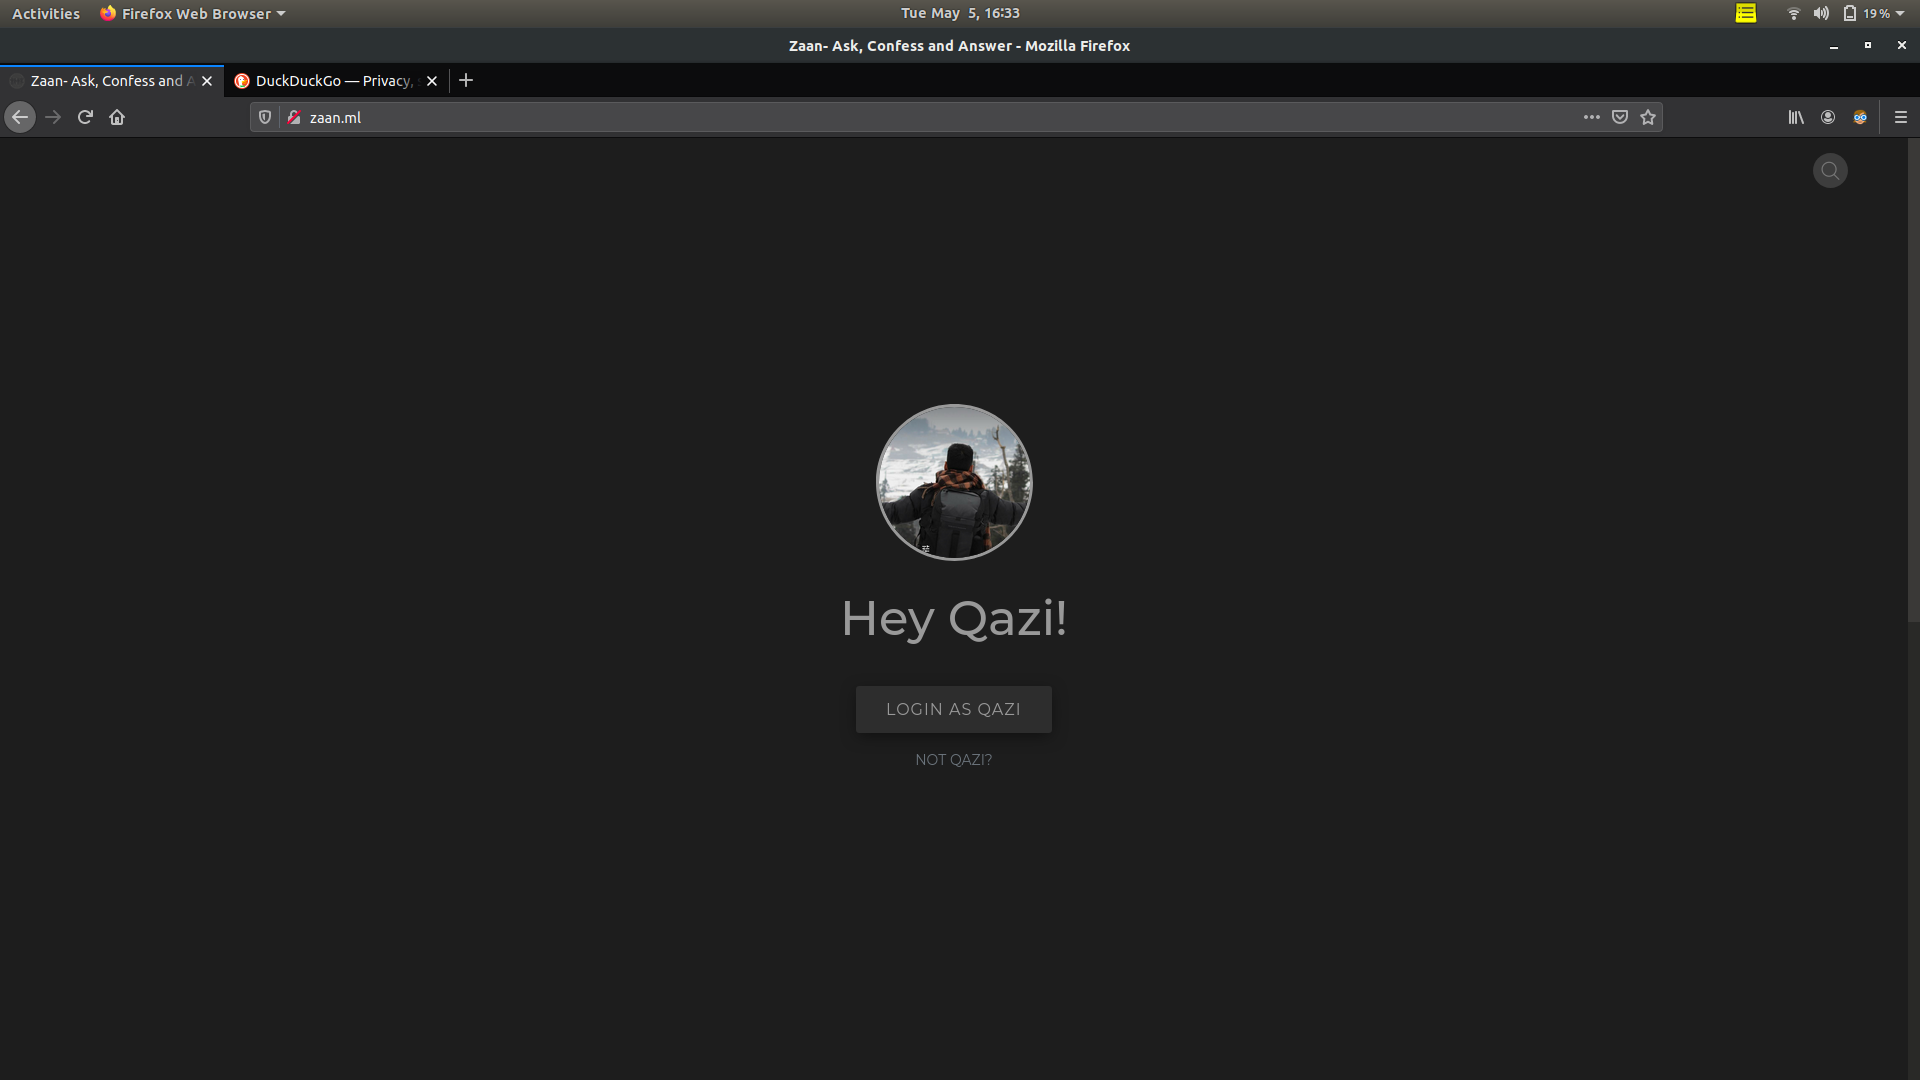 Activities
Firefox Web Browser
Tue May 5, 16:33
19%
Zaan- Ask, Confess and Answer - Mozilla Firefox
Zaan- Ask, Confess and A
DuckDuckGo — Privacy,
zaan.ml
Hey Qazi!
LOGIN AS QAZI
NOT QAZI?